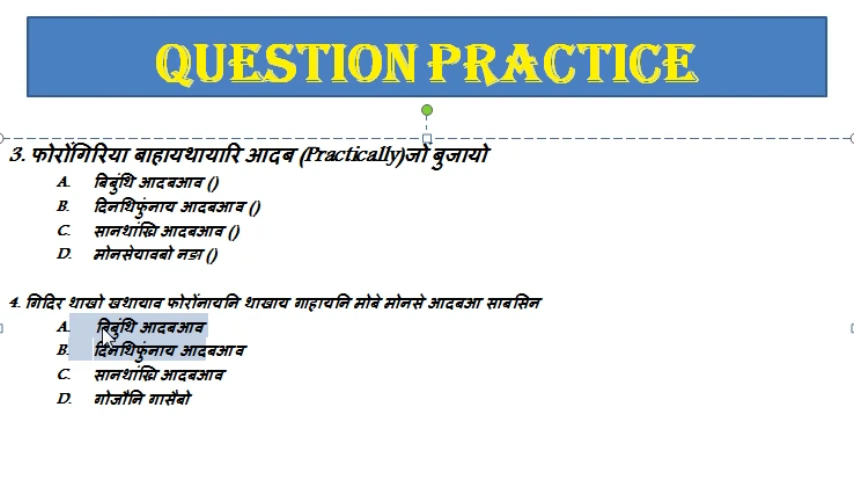 QUESTION PRACTICE
3. फोरोंगिरिया बाहायथायारि आदब (Practically)जों बुजायो
A. बिबुंथि आदबआव ()
B. दिनथिफुंनाय आदबआव ()
C. सानथांख्रि आदबआव ()
D. मोनसेयावबो नङा ()
4. गिदिर थाखो खथायाव फोरोंनायनि थाखाय गाहायनि मोबे मोनसे आदबआ साबसिन
A. बिबुंथि आदबआव
B. दिनथिफुंनाय आदबआव
C. सानथांख्रि आदबआव
D. गोजौनि गासैबो